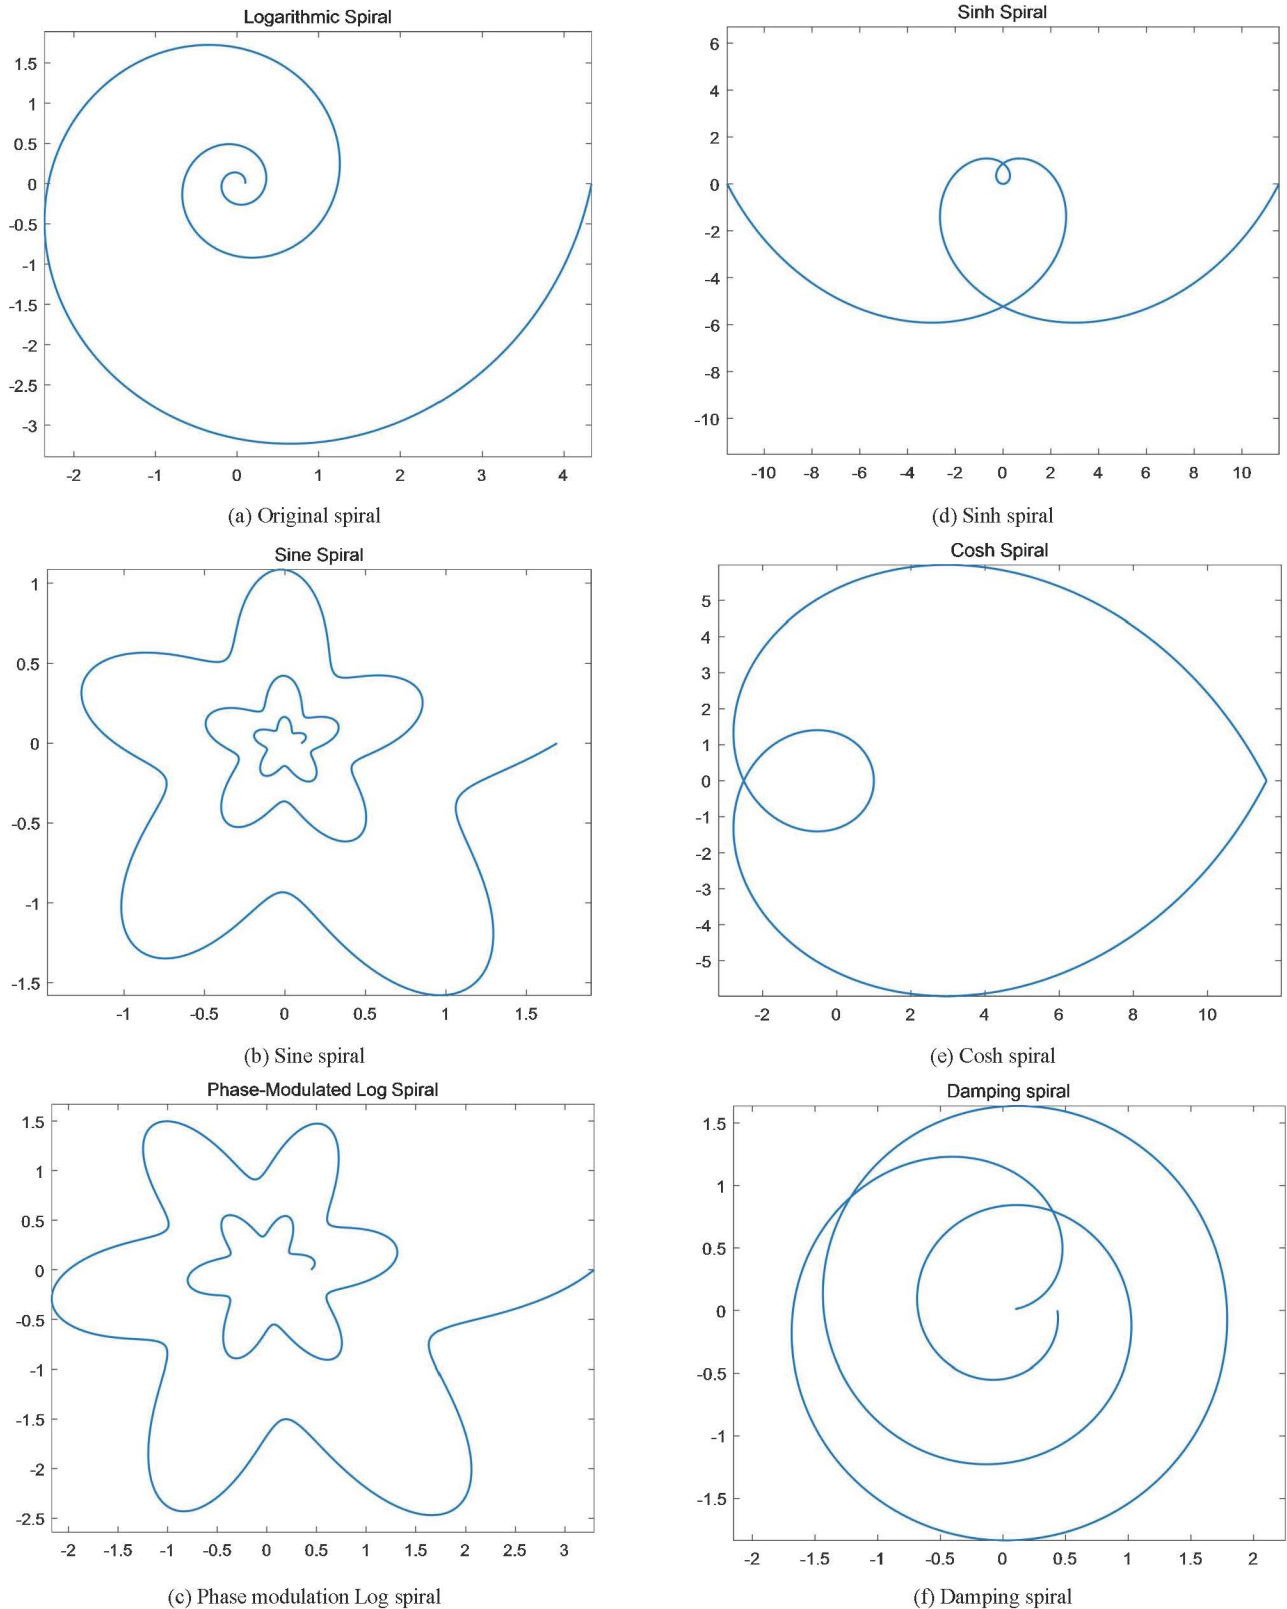 Logarithmic Spiral
1.5
1
0.5
0
-0.5
-1
-1.5
-2
-2.5
-3
-2 -1 0 1 2 3 4
(a) Original spiral
Sinh Spiral
6
4
2
0
-2
-4
-6
-8
-10
-10 -8 -6 -4 -2 0 2 4 6 8 10
(d) Sinh spiral
Sine Spiral
1
0.5
0
-0.5
-1
-1.5
-1 -0.5 0 0.5 1 1.5
(b) Sine spiral
Cosh Spiral
5
4
3
2
1
0
-1
-2
-3
-4
-5
-2 0 2 4 6 8 10
(e) Cosh spiral
Phase-Modulated Log Spiral
1.5
1
0.5
0
-0.5
-1
-1.5
-2
-2.5
-2 -1.5 -1 -0.5 0 0.5 1 1.5 2 2.5 3
(c) Phase modulation Log spiral
Damping spiral
1.5
1
0.5
0
-0.5
-1
-1.5
-2 -1.5 -1 -0.5 0 0.5 1 1.5 2
(f) Damping spiral